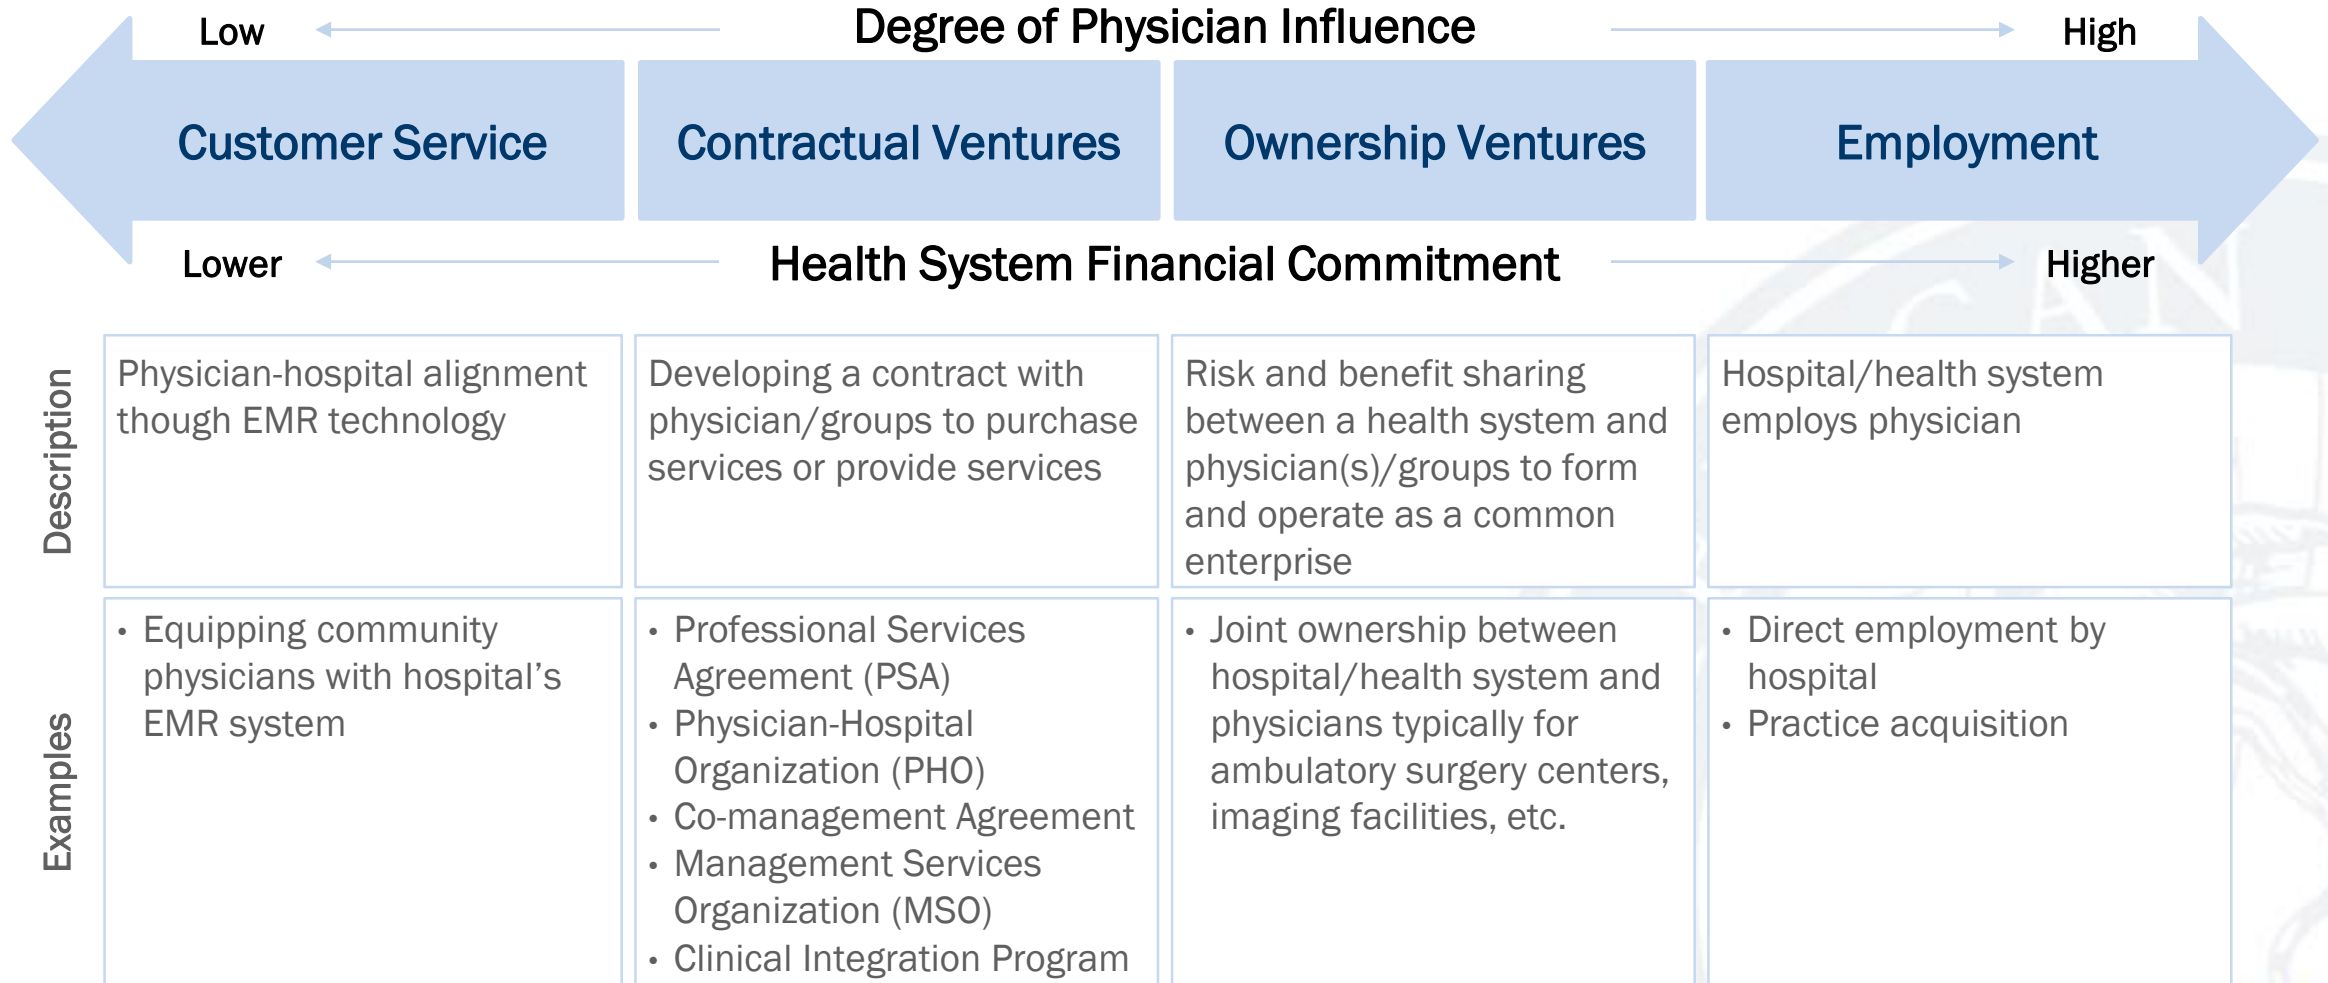 Low
Degree of Physician Influence
High
Customer Service
Contractual Ventures
Ownership Ventures
Employment
Lower
Health System Financial Commitment
Higher
Description
Physician-hospital alignment
though EMR technology
Developing a contract with
physician/groups to purchase
services or provide services
Risk and benefit sharing
between a health system and
physician(s)/groups to form
and operate as a common
enterprise
Hospital/health system
employs physician
Examples
• Equipping community
physicians with hospital’s
EMR system
• Professional Services
Agreement (PSA)
• Physician-Hospital
Organization (PHO)
• Co-management Agreement
• Management Services
Organization (MSO)
• Clinical Integration Program
• Joint ownership between
hospital/health system and
physicians typically for
ambulatory surgery centers,
imaging facilities, etc.
• Direct employment by
hospital
• Practice acquisition